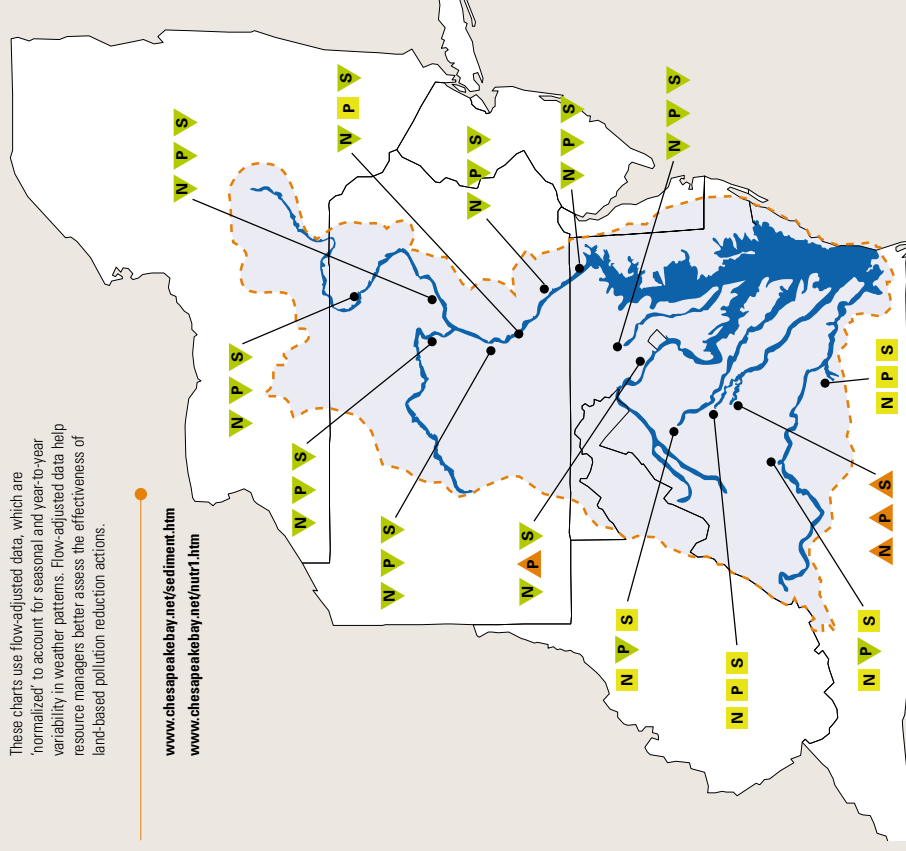 These charts use flow-adjusted data, which are
'normalized' to account for seasonal and year-to-year
variability in weather patterns. Flow-adjusted data help
resource managers better assess the effectiveness of
land-based pollution reduction actions.
www.chesapeakebay.net/sediment.htm
www.chesapeakebay.net/nutr1.htm
N P S
N P S
N P S
N P S
N P S
N P S
N P S
N P S
N P S
N P S
N P S
N P S
N P S
N P S